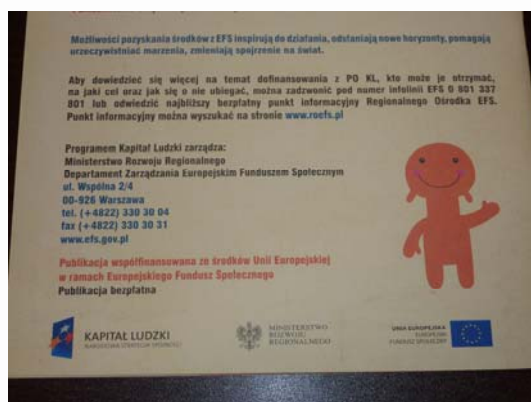 Możliwości pozyskania środków z EFS inspirują do działania, odsłaniają nowe horyzonty, pomagają
urzeczywistniać marzenia, zmieniają spojrzenie na świat.
Aby dowiedzieć się więcej na temat dofinansowania z PO KL, kto może je otrzymać,
na jaki cel oraz jak się o nie ubiegać, można zadzwonić pod numer infolinii EFS 0 801 337
801 lub odwiedzić najbliższy bezpłatny punkt informacyjny Regionalnego Ośrodka EFS.
Punkt informacyjny można wyszukać na stronie www.roefs.pl
Programem Kapitał Ludzki zarządza:
Ministerstwo Rozwoju Regionalnego
Departament Zarządzania Europejskim Funduszem Społecznym
ul. Wspólna 2/4
00-926 Warszawa
tel. (+4822) 330 30 04
fax (+4822) 330 30 31
www.efs.gov.pl
Publikacja współfinansowana ze środków Unii Europejskiej
w ramach Europejskiego Fundusz Społecznego
Publikacja bezpłatna
KAPITAŁ LUDZKI
NARODOWA STRATEGIA SPÓJNOŚCI
MINISTERSTWO
ROZWOJU
REGIONALNEGO
UNIA EUROPEJSKA
EUROPEJSKI
FUNDUSZ SPOŁECZNY